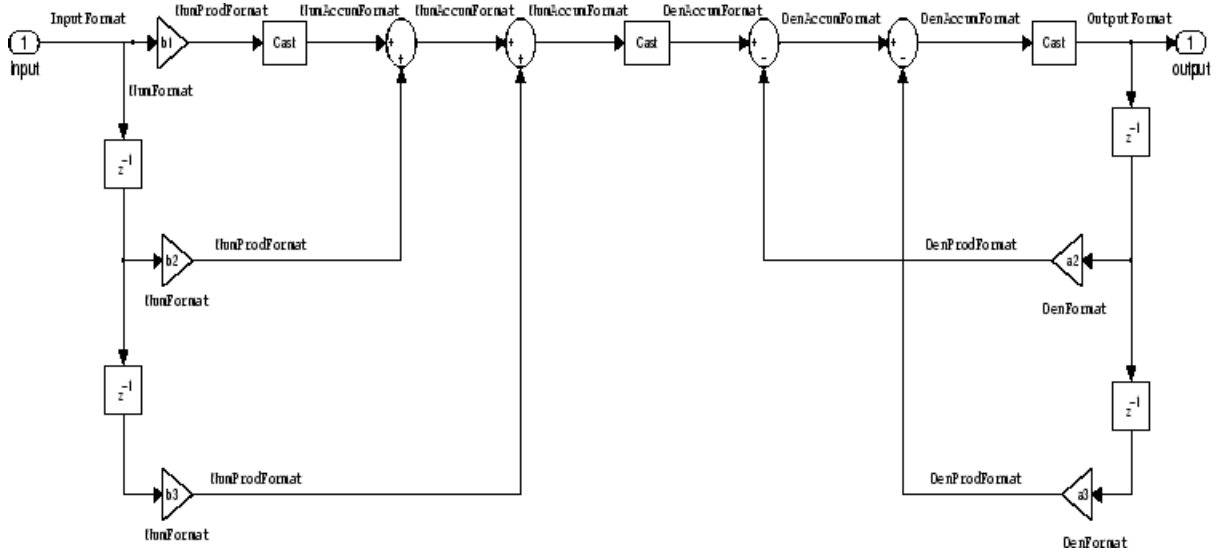 InputFormat
NumProdFormat
NumAccumFormat
NumAccumFormat
NumAccumFormat
DenAccumFormat
DenAccumFormat
DenAccumFormat
OutputFormat
1
input
b1
Cast
+
+
+
+
Cast
+
−
+
−
Cast
1
output
NumFormat
z⁻¹
z⁻¹
b2
NumProdFormat
NumFormat
DenProdFormat
a2
DenFormat
z⁻¹
z⁻¹
b3
NumProdFormat
NumFormat
DenProdFormat
a3
DenFormat